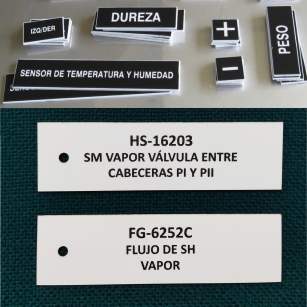 IZQ/DER
DUREZA
+
PESO
SENSOR DE TEMPERATURA Y HUMEDAD
-
HS-16203
SM VAPOR VÁLVULA ENTRE
CABECERAS PI Y PII
FG-6252C
FLUJO DE SH
VAPOR